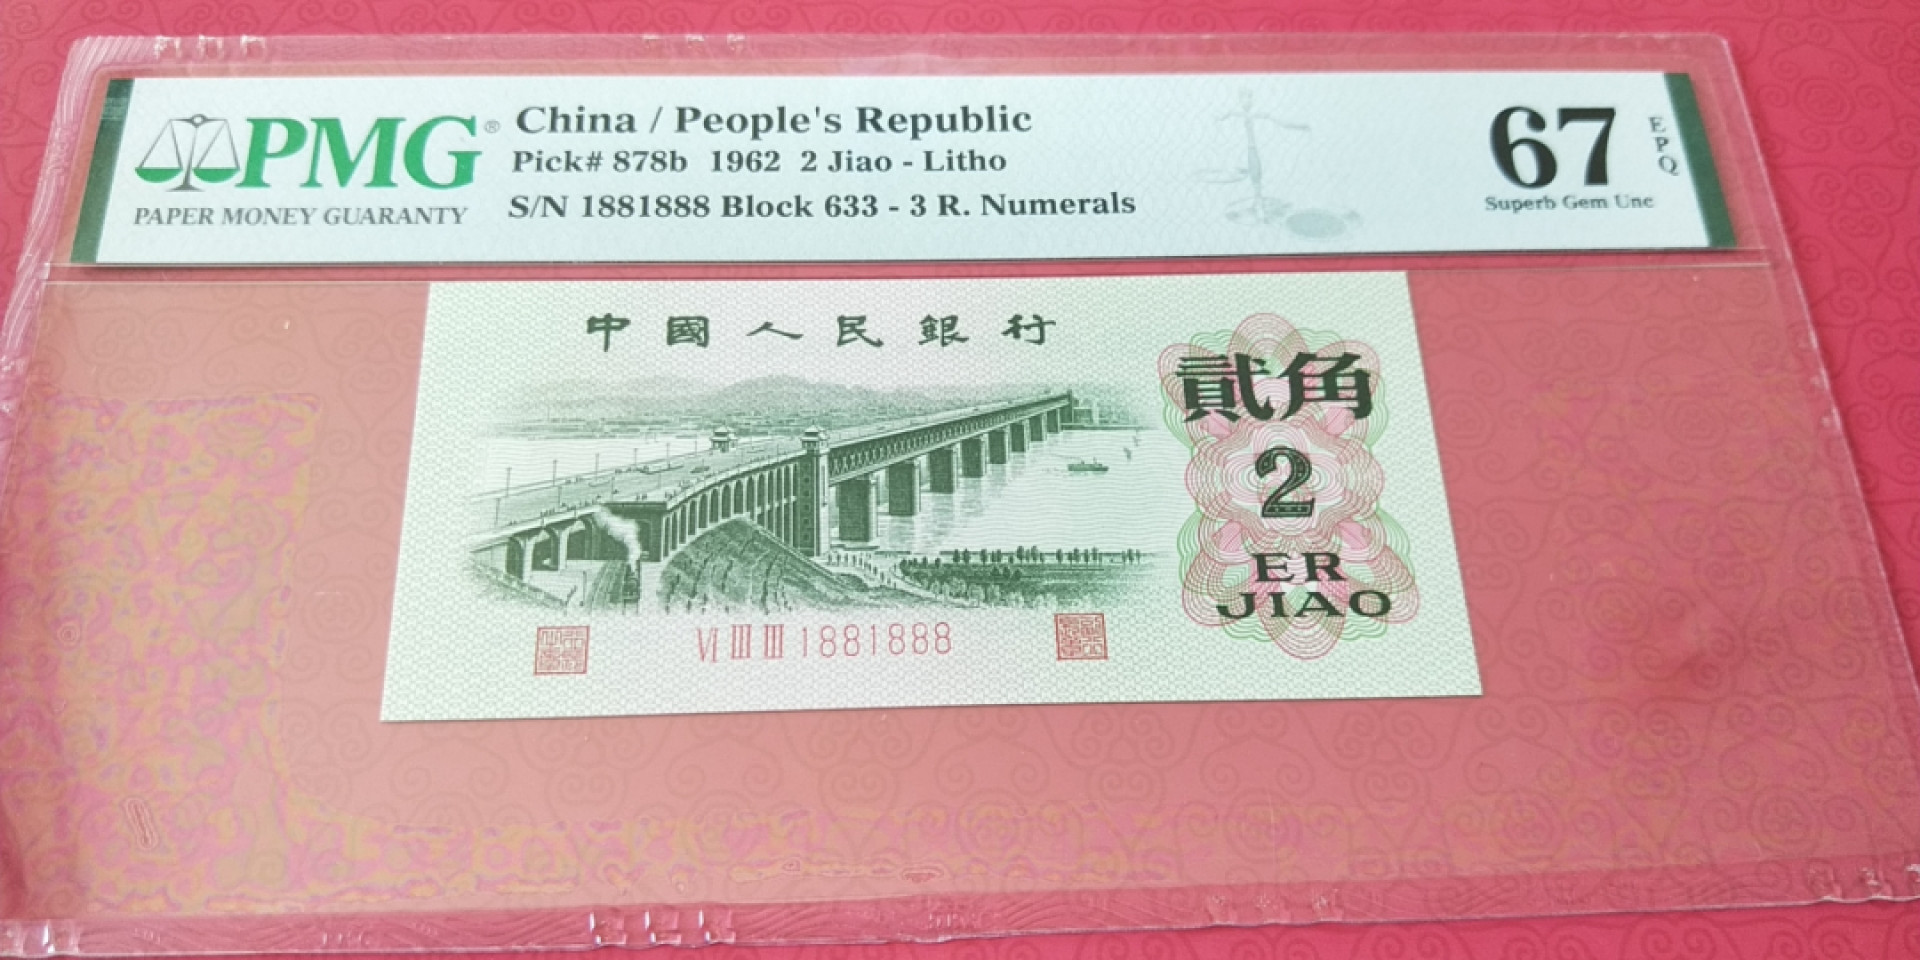 PMG®
PAPER MONEY GUARANTY
China / People's Republic
Pick# 878b 1962 2 Jiao - Litho
S/N 1881888 Block 633 - 3 R. Numerals
67
EPQ
Superb Gem Unc
中國人民銀行
貳角
2
ER
JIAO
VI III III 1881888